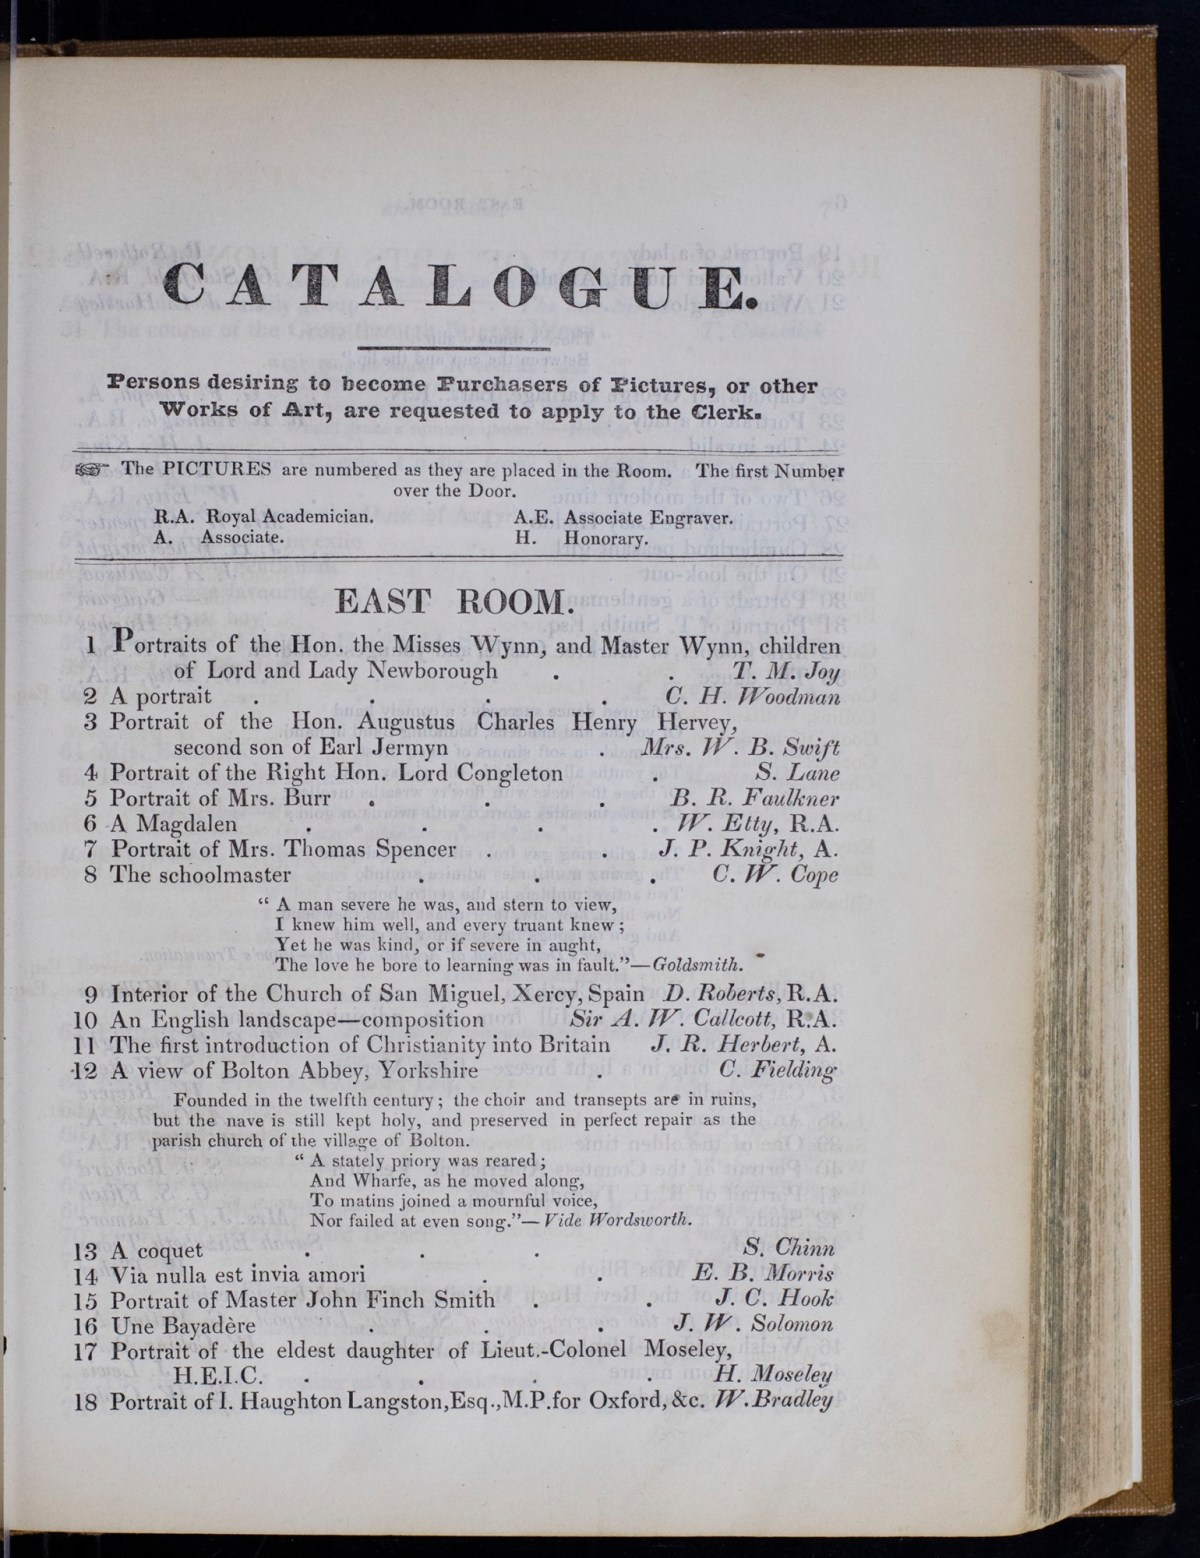 CATALOGUE.
Persons desiring to become Purchasers of Pictures, or other
Works of Art, are requested to apply to the Clerk.
☞ The PICTURES are numbered as they are placed in the Room. The first Number
over the Door.
R.A. Royal Academician. A.E. Associate Engraver.
A. Associate. H. Honorary.
EAST ROOM.
1 Portraits of the Hon. the Misses Wynn, and Master Wynn, children
of Lord and Lady Newborough . . T. M. Joy
2 A portrait . . . . C. H. Woodman
3 Portrait of the Hon. Augustus Charles Henry Hervey,
second son of Earl Jermyn . Mrs. W. B. Swift
4 Portrait of the Right Hon. Lord Congleton . S. Lane
5 Portrait of Mrs. Burr . . . B. R. Faulkner
6 A Magdalen . . . . W. Etty, R.A.
7 Portrait of Mrs. Thomas Spencer . . J. P. Knight, A.
8 The schoolmaster . . . C. W. Cope
“ A man severe he was, and stern to view,
I knew him well, and every truant knew ;
Yet he was kind, or if severe in aught,
The love he bore to learning was in fault.”—Goldsmith.
9 Interior of the Church of San Miguel, Xercy, Spain D. Roberts, R.A.
10 An English landscape—composition Sir A. W. Callcott, R.A.
11 The first introduction of Christianity into Britain J. R. Herbert, A.
12 A view of Bolton Abbey, Yorkshire . C. Fielding
Founded in the twelfth century ; the choir and transepts are in ruins,
but the nave is still kept holy, and preserved in perfect repair as the
parish church of the village of Bolton.
“ A stately priory was reared ;
And Wharfe, as he moved along,
To matins joined a mournful voice,
Nor failed at even song.”—Vide Wordsworth.
13 A coquet . . . S. Chinn
14 Via nulla est invia amori . . E. B. Morris
15 Portrait of Master John Finch Smith . . J. C. Hook
16 Une Bayadère . . . J. W. Solomon
17 Portrait of the eldest daughter of Lieut.-Colonel Moseley,
H.E.I.C. . . . . H. Moseley
18 Portrait of I. Haughton Langston, Esq., M.P. for Oxford, &c. W. Bradley